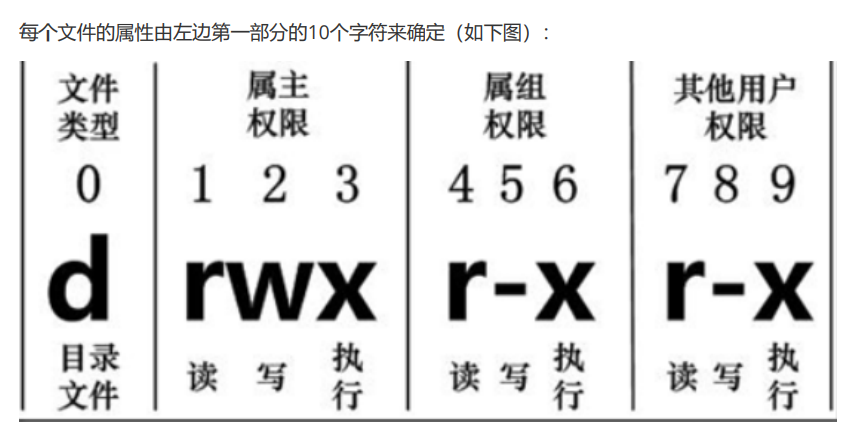 每个文件的属性由左边第一部分的10个字符来确定（如下图）：
文件 属主 属组 其他用户
类型 权限 权限 权限
0 1 2 3 4 5 6 7 8 9
d rwx r-x r-x
目录 读 写 执 读 写 执 读 写 执
文件 行 行 行